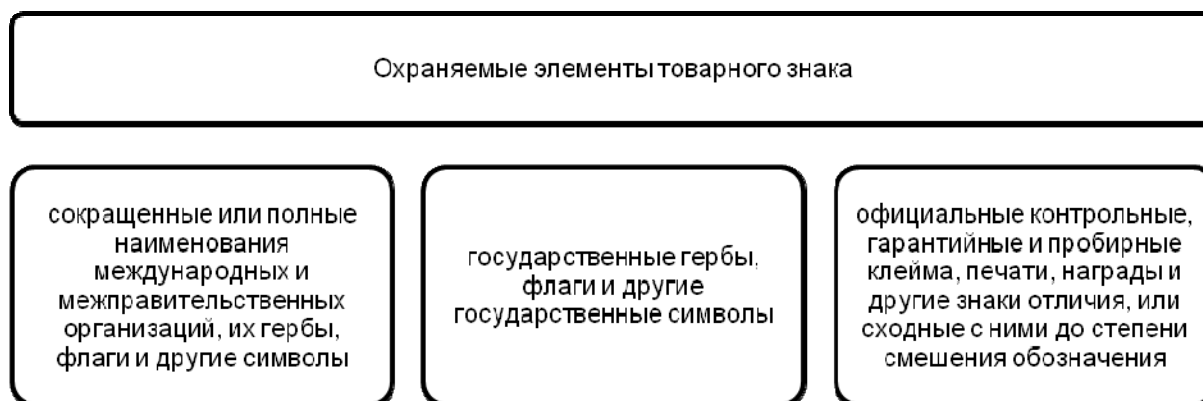 Охраняемые элементы товарного знака
сокращенные или полные
наименования
международных и
межправительственных
организаций, их гербы,
флаги и другие символы
государственные гербы,
флаги и другие
государственные символы
официальные контрольные,
гарантийные и пробирные
клейма, печати, награды и
другие знаки отличия, или
сходные с ними до степени
смешения обозначения